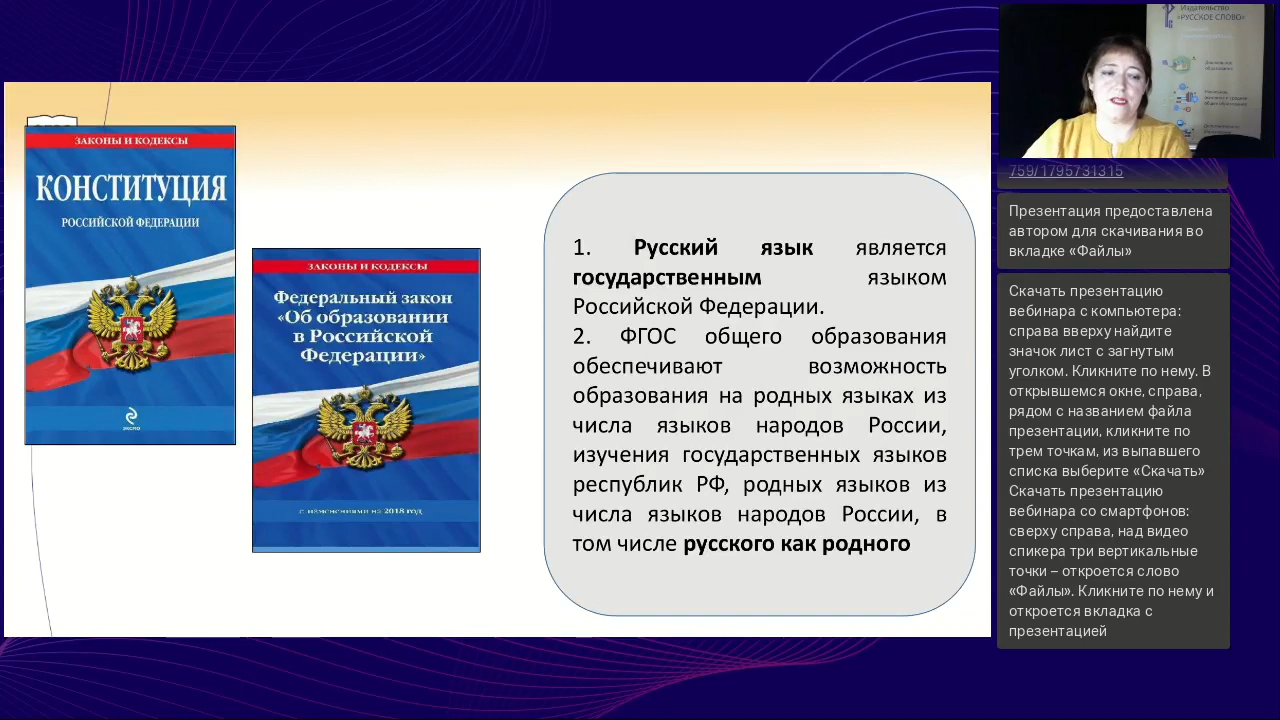 ЗАКОНЫ И КОДЕКСЫ
КОНСТИТУЦИЯ
РОССИЙСКОЙ ФЕДЕРАЦИИ
ЭКСМО
ЗАКОНЫ И КОДЕКСЫ
Федеральный закон
«Об образовании
в Российской
Федерации»
С ИЗМЕНЕНИЯМИ НА 2018 ГОД
1. Русский язык является
государственным языком
Российской Федерации.
2. ФГОС общего образования
обеспечивают возможность
образования на родных языках из
числа языков народов России,
изучения государственных языков
республик РФ, родных языков из
числа языков народов России, в
том числе русского как родного
Издательство
«РУССКОЕ СЛОВО»
759/1795731315
Презентация предоставлена
автором для скачивания во
вкладке «Файлы»
Скачать презентацию
вебинара с компьютера:
справа вверху найдите
значок лист с загнутым
уголком. Кликните по нему. В
открывшемся окне, справа,
рядом с названием файла
презентации, кликните по
трем точкам, из выпавшего
списка выберите «Скачать»
Скачать презентацию
вебинара со смартфонов:
сверху справа, над видео
спикера три вертикальные
точки – откроется слово
«Файлы». Кликните по нему и
откроется вкладка с
презентацией